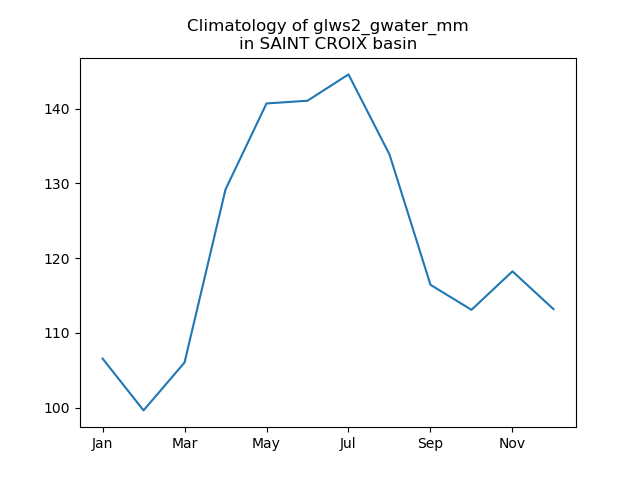 Climatology of glws2_gwater_mm
in SAINT CROIX basin
140
130
120
110
100
Jan Mar May Jul Sep Nov